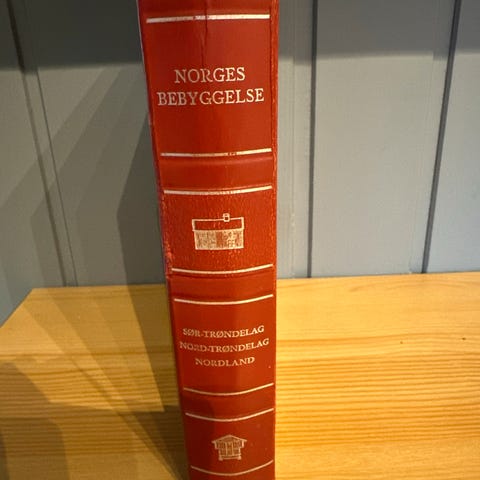 NORGES
BEBYGGELSE
SØR-TRØNDELAG
NORD-TRØNDELAG
NORDLAND